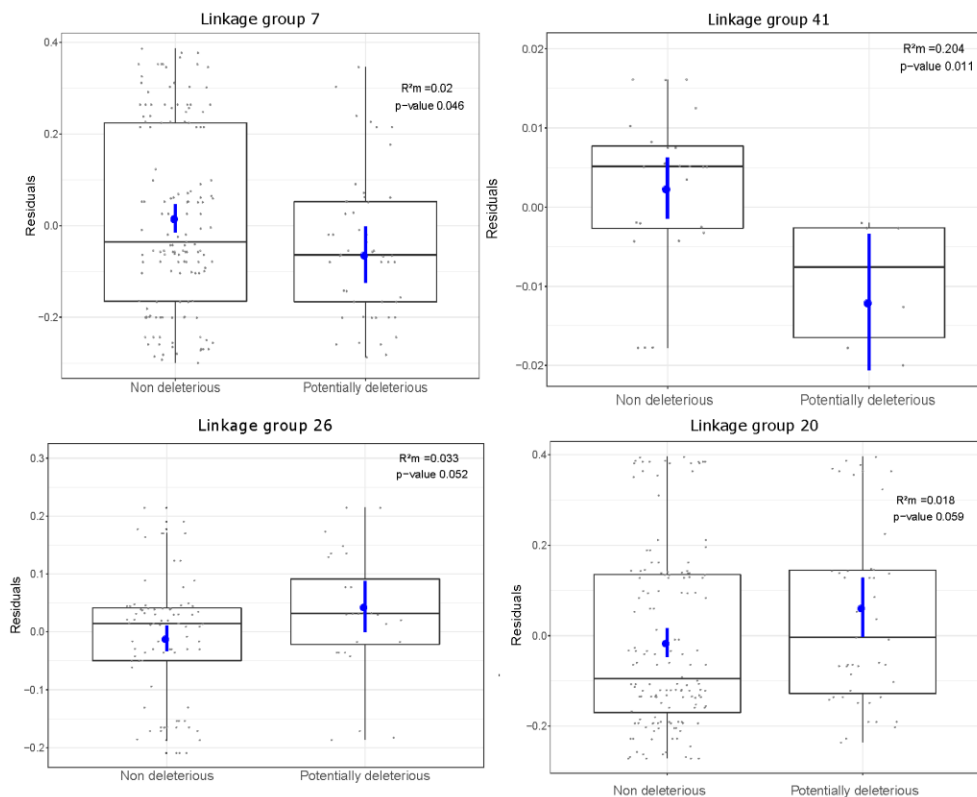 Linkage group 7
R²m =0.02
p-value 0.046
Residuals
0.4
0.2
0.0
−0.2
Non deleterious
Potentially deleterious
Linkage group 41
R²m=0.204
p-value 0.011
Residuals
0.02
0.01
0.00
−0.01
−0.02
Non deleterious
Potentially deleterious
Linkage group 26
R²m =0.033
p-value 0.052
Residuals
0.3
0.2
0.1
0.0
−0.1
−0.2
Non deleterious
Potentially deleterious
Linkage group 20
R²m =0.018
p-value 0.059
Residuals
0.4
0.2
0.0
−0.2
Non deleterious
Potentially deleterious